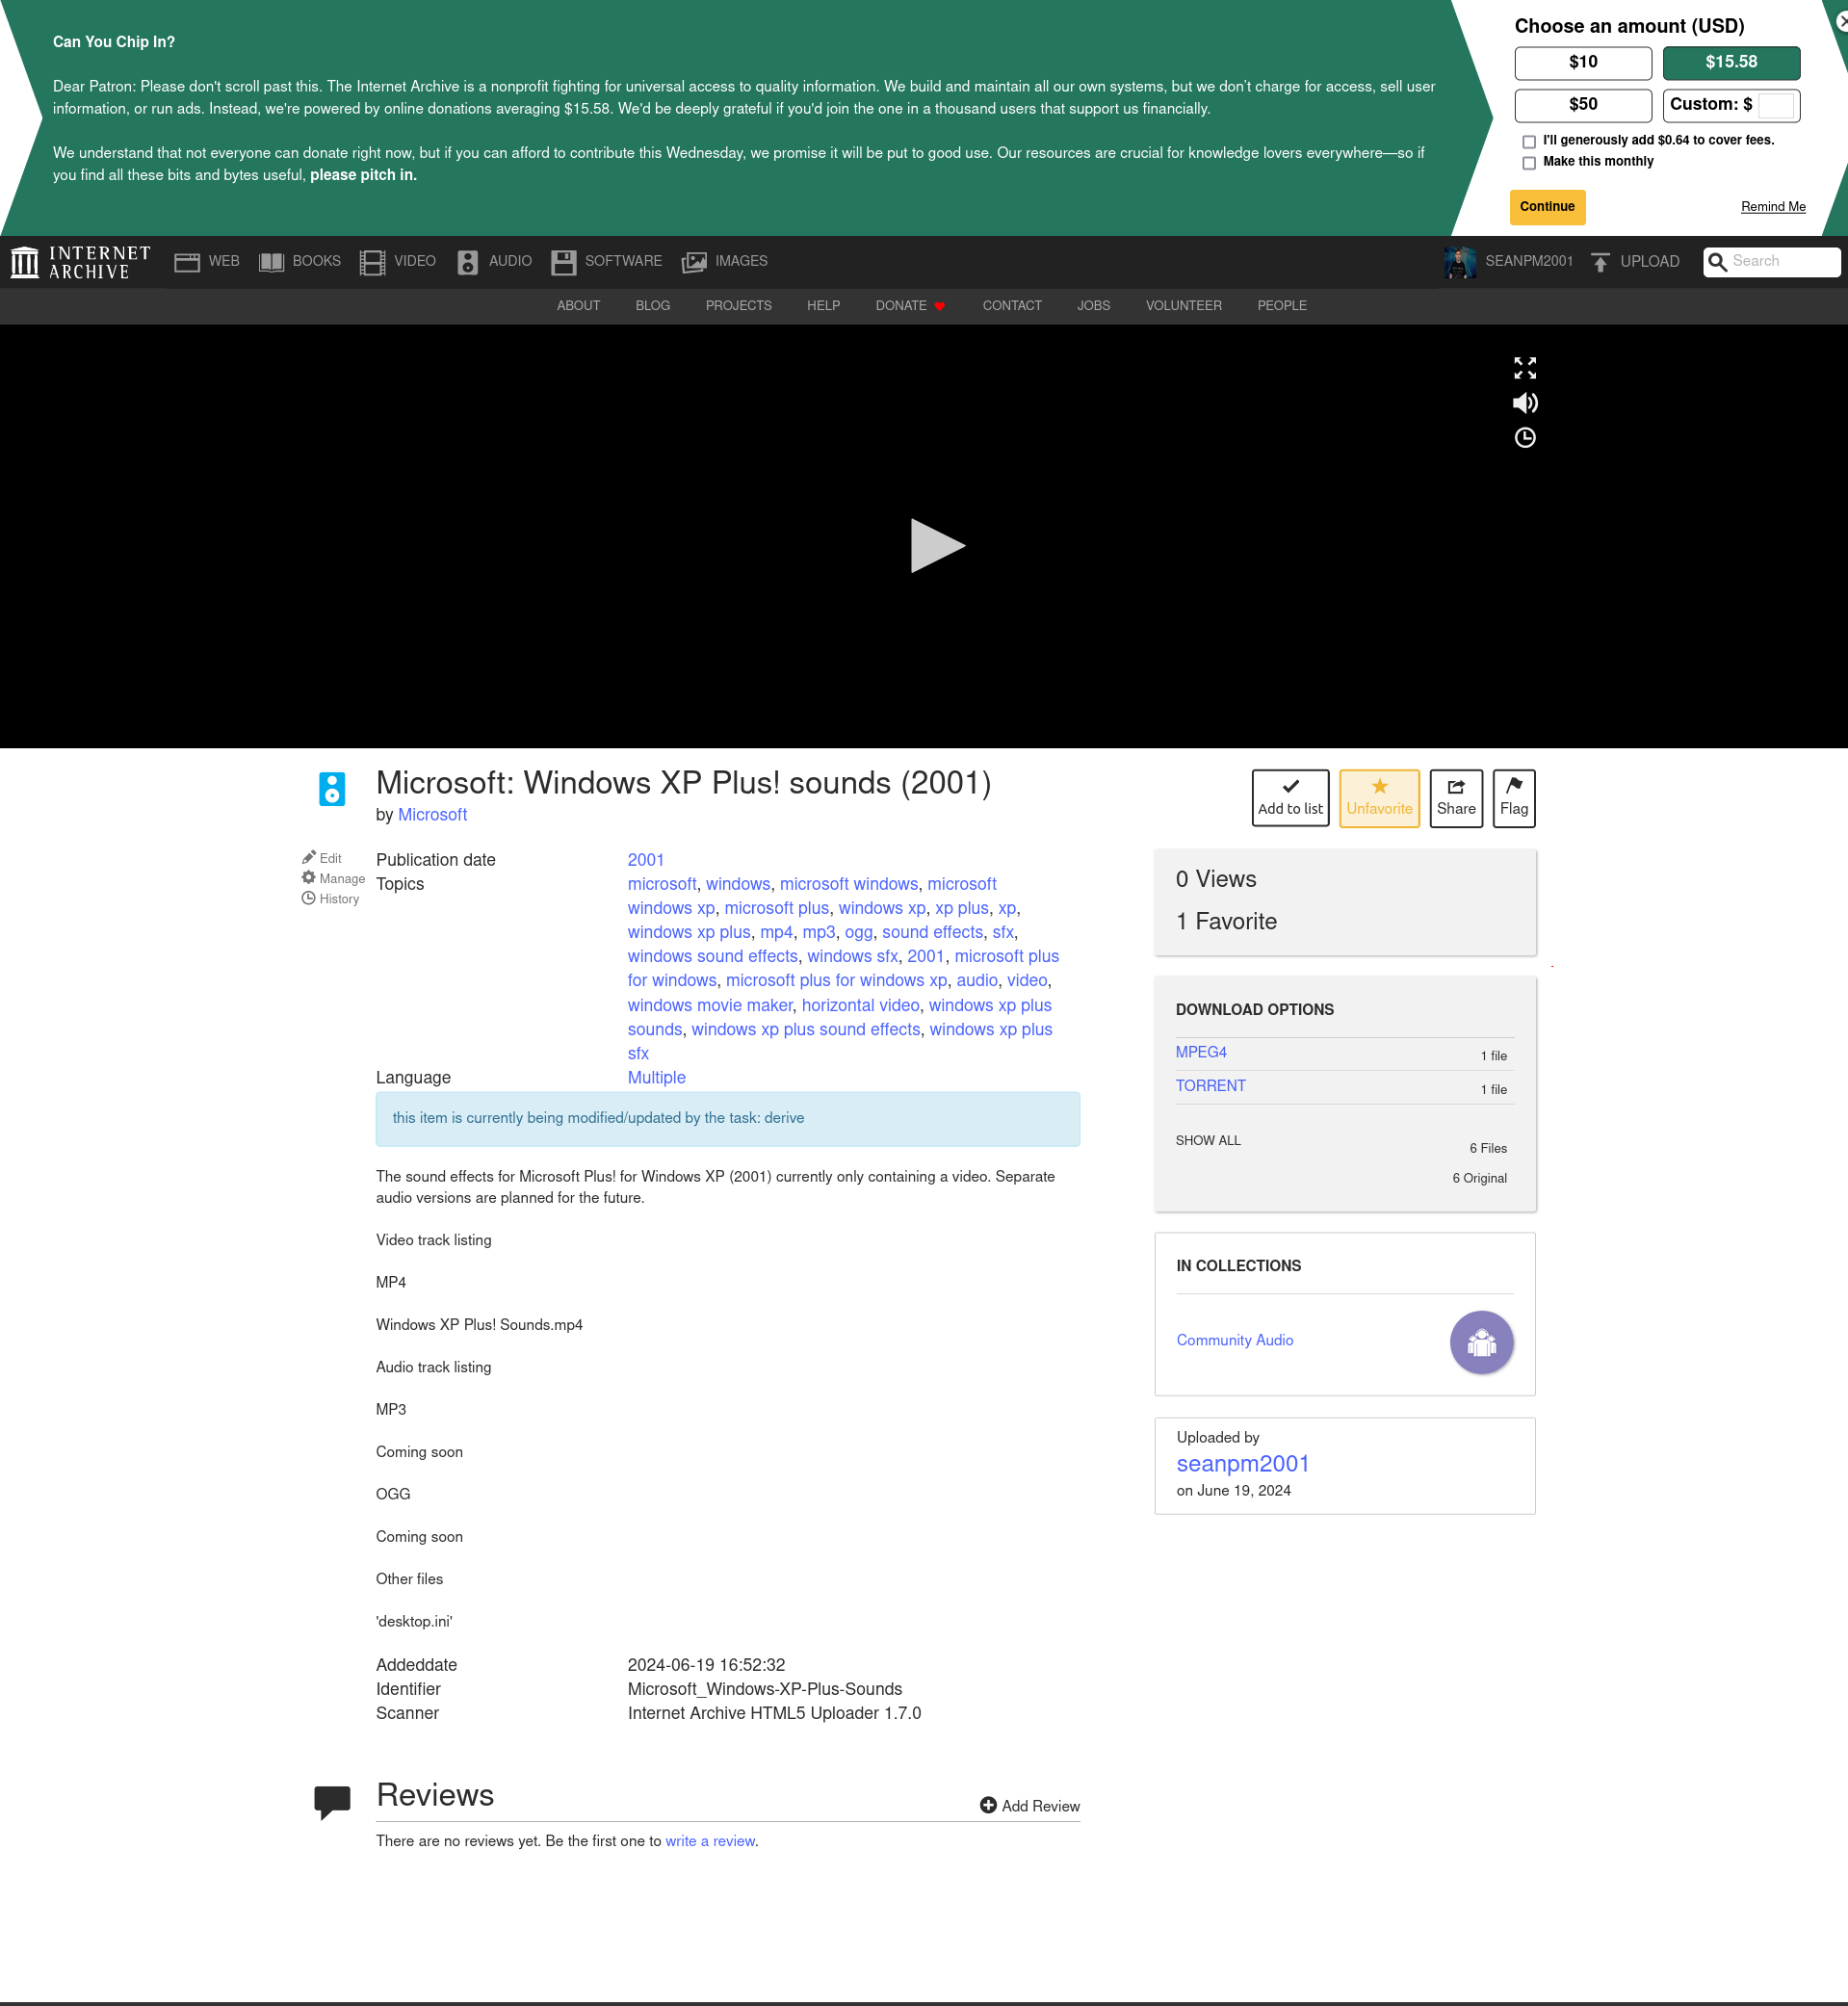 Can You Chip In?
Dear Patron: Please don't scroll past this. The Internet Archive is a nonprofit fighting for universal access to quality information. We build and maintain all our own systems, but we don’t charge for access, sell user
information, or run ads. Instead, we're powered by online donations averaging $15.58. We'd be deeply grateful if you'd join the one in a thousand users that support us financially.
We understand that not everyone can donate right now, but if you can afford to contribute this Wednesday, we promise it will be put to good use. Our resources are crucial for knowledge lovers everywhere—so if
you find all these bits and bytes useful, please pitch in.
Choose an amount (USD)
$10
$15.58
$50
Custom: $
I'll generously add $0.64 to cover fees.
Make this monthly
Continue
Remind Me
INTERNET
ARCHIVE
WEB
BOOKS
VIDEO
AUDIO
SOFTWARE
IMAGES
SEANPM2001
UPLOAD
Search
ABOUT
BLOG
PROJECTS
HELP
DONATE
CONTACT
JOBS
VOLUNTEER
PEOPLE
Microsoft: Windows XP Plus! sounds (2001)
by Microsoft
Add to list
Unfavorite
Share
Flag
Edit
Manage
History
Publication date
2001
Topics
microsoft, windows, microsoft windows, microsoft
windows xp, microsoft plus, windows xp, xp plus, xp,
windows xp plus, mp4, mp3, ogg, sound effects, sfx,
windows sound effects, windows sfx, 2001, microsoft plus
for windows, microsoft plus for windows xp, audio, video,
windows movie maker, horizontal video, windows xp plus
sounds, windows xp plus sound effects, windows xp plus
sfx
Language
Multiple
this item is currently being modified/updated by the task: derive
The sound effects for Microsoft Plus! for Windows XP (2001) currently only containing a video. Separate
audio versions are planned for the future.
Video track listing
MP4
Windows XP Plus! Sounds.mp4
Audio track listing
MP3
Coming soon
OGG
Coming soon
Other files
'desktop.ini'
Addeddate
2024-06-19 16:52:32
Identifier
Microsoft_Windows-XP-Plus-Sounds
Scanner
Internet Archive HTML5 Uploader 1.7.0
0 Views
1 Favorite
DOWNLOAD OPTIONS
MPEG4
1 file
TORRENT
1 file
SHOW ALL
6 Files
6 Original
IN COLLECTIONS
Community Audio
Uploaded by
seanpm2001
on June 19, 2024
Reviews
Add Review
There are no reviews yet. Be the first one to write a review.